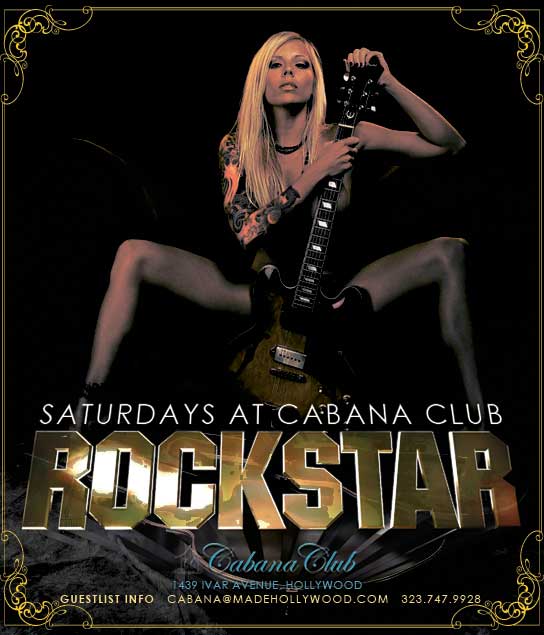 SATURDAYS AT CABANA CLUB
ROCKSTAR
Cabana Club
1439 IVAR AVENUE, HOLLYWOOD
GUESTLIST INFO CABANA@MADEHOLLYWOOD.COM 323.747.9928